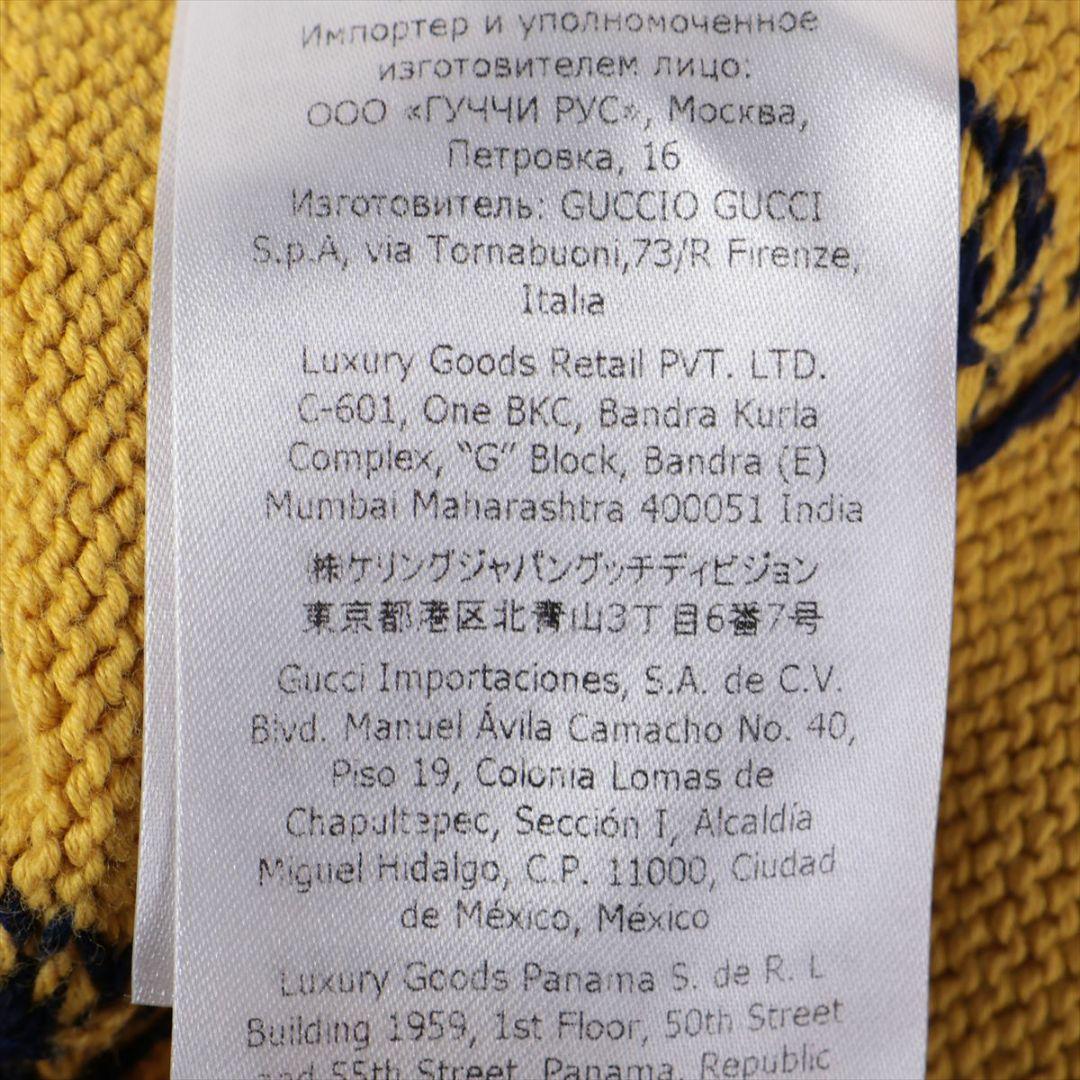 Импортер и уполномоченное
изготовителем лицо:
ООО «ГУЧЧИ РУС», Москва,
Петровка, 16
Изготовитель: GUCCIO GUCCI
S.p.A, via Tornabuoni,73/R Firenze,
Italia
Luxury Goods Retail PVT. LTD.
C-601, One BKC, Bandra Kurla
Complex, “G” Block, Bandra (E)
Mumbai Maharashtra 400051 India
㈱ケリングジャパングッチディビジョン
東京都港区北青山3丁目6番7号
Gucci Importaciones, S.A. de C.V.
Blvd. Manuel Ávila Camacho No. 40,
Piso 19, Colonia Lomas de
Chapultepec, Sección I, Alcaldía
Miguel Hidalgo, C.P. 11000, Ciudad
de México, México
Luxury Goods Panama S. de R. L
Building 1959, 1st Floor, 50th Street
and 55th Street, Panama, Republic